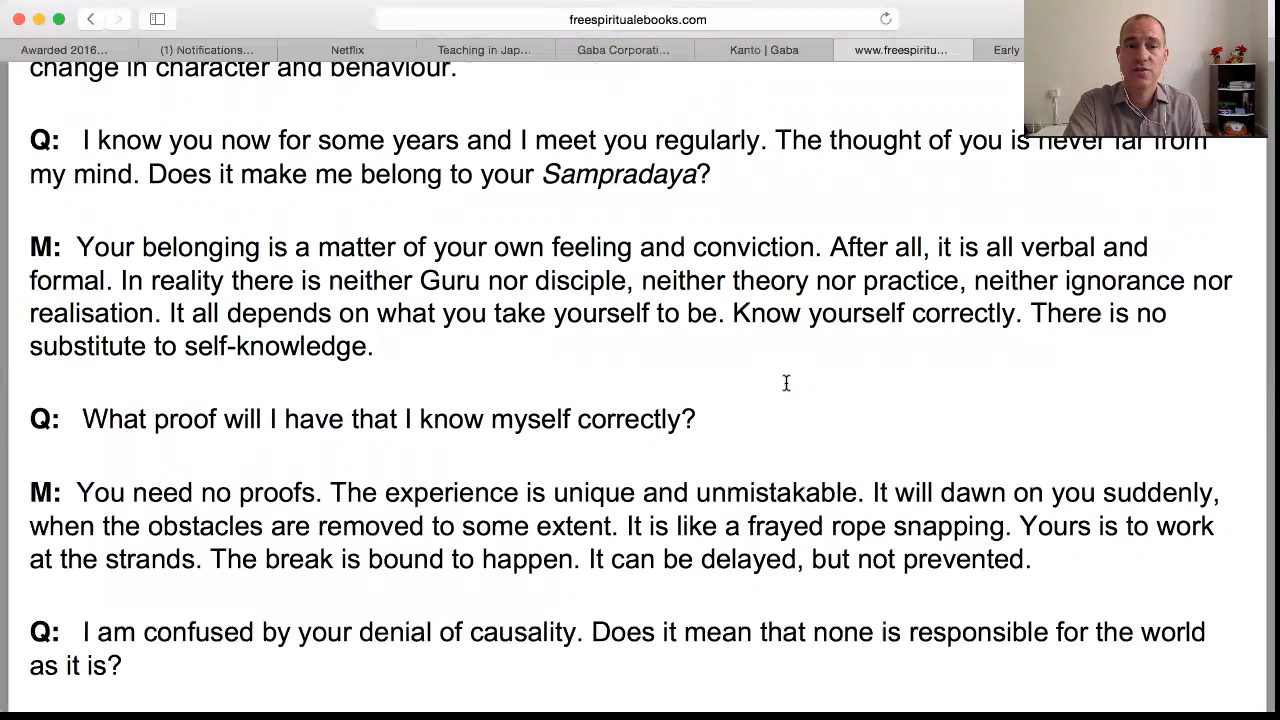 freespiritualebooks.com
Awarded 2016...
(1) Notifications...
Netflix
Teaching in Jap...
Gaba Corporati...
Kanto | Gaba
www.freespiritu...
Early
change in character and behaviour.
Q: I know you now for some years and I meet you regularly. The thought of you is never far from
my mind. Does it make me belong to your Sampradaya?
M: Your belonging is a matter of your own feeling and conviction. After all, it is all verbal and
formal. In reality there is neither Guru nor disciple, neither theory nor practice, neither ignorance nor
realisation. It all depends on what you take yourself to be. Know yourself correctly. There is no
substitute to self-knowledge.
Q: What proof will I have that I know myself correctly?
M: You need no proofs. The experience is unique and unmistakable. It will dawn on you suddenly,
when the obstacles are removed to some extent. It is like a frayed rope snapping. Yours is to work
at the strands. The break is bound to happen. It can be delayed, but not prevented.
Q: I am confused by your denial of causality. Does it mean that none is responsible for the world
as it is?